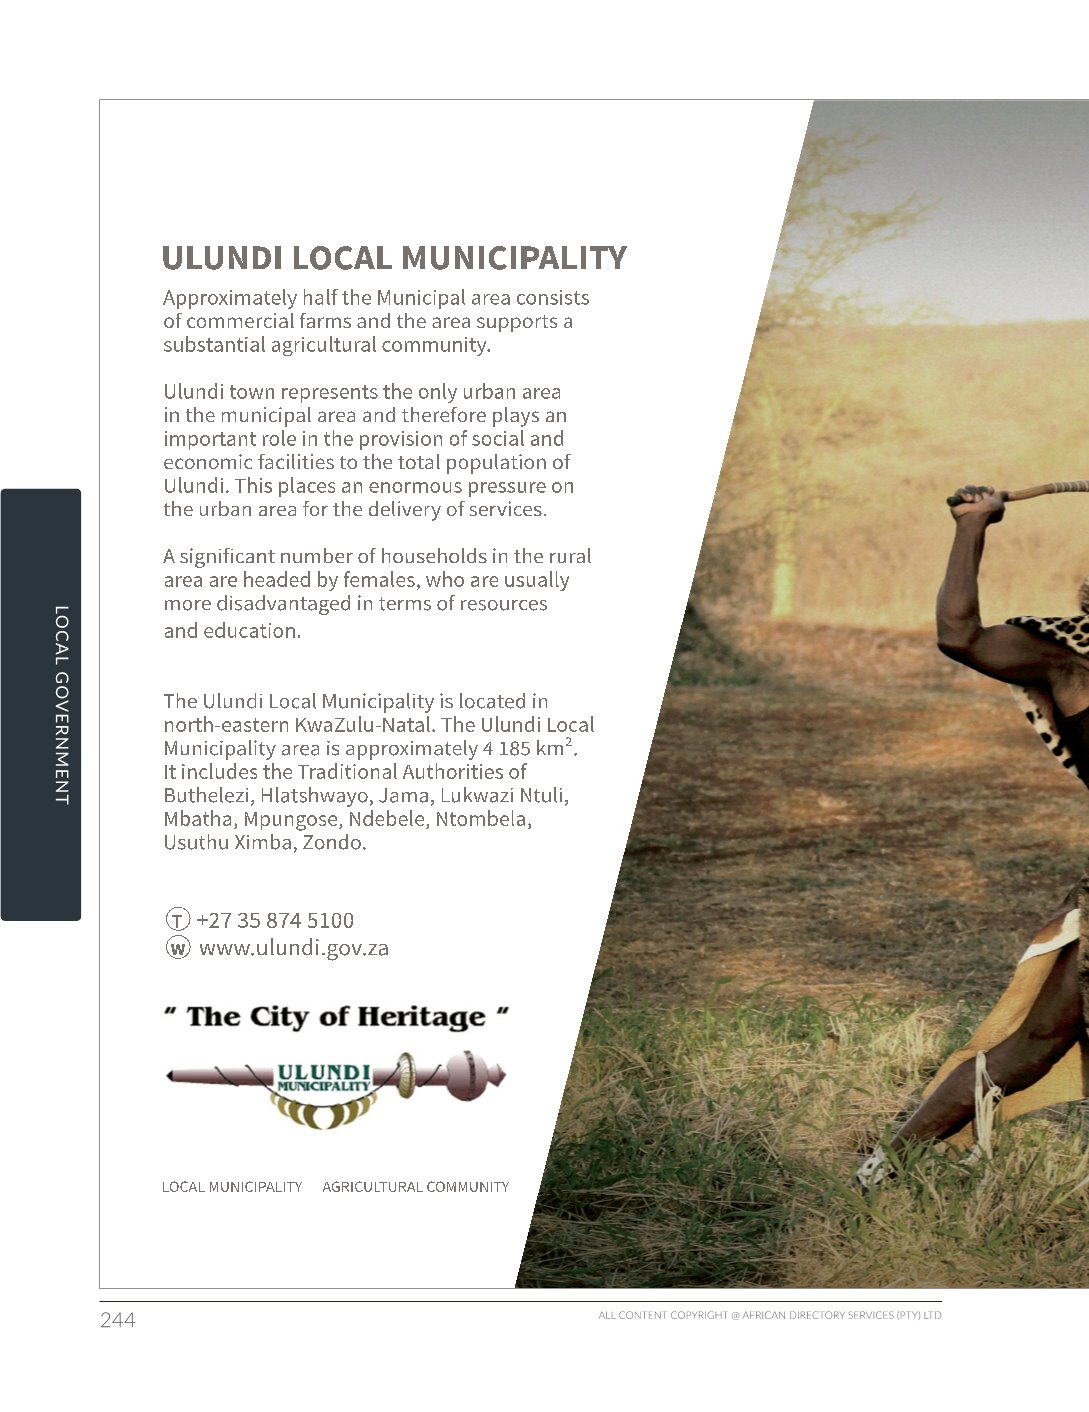 ULUNDI LOCAL MUNICIPALITY
Approximately half the Municipal area consists
of commercial farms and the area supports a
substantial agricultural community.
Ulundi town represents the only urban area
in the municipal area and therefore plays an
important role in the provision of social and
economic facilities to the total population of
Ulundi. This places an enormous pressure on
the urban area for the delivery of services.
A significant number of households in the rural
area are headed by females, who are usually
more disadvantaged in terms of resources
and education.
The Ulundi Local Municipality is located in
north-eastern KwaZulu-Natal. The Ulundi Local
Municipality area is approximately 4 185 km².
It includes the Traditional Authorities of
Buthelezi, Hlatshwayo, Jama, Lukwazi Ntuli,
Mbatha, Mpungose, Ndebele, Ntombela,
Usuthu Ximba, Zondo.
T +27 35 874 5100
W www.ulundi.gov.za
" The City of Heritage "
ULUNDI
MUNICIPALITY
LOCAL MUNICIPALITY AGRICULTURAL COMMUNITY
LOCAL GOVERNMENT
244
ALL CONTENT COPYRIGHT @ AFRICAN DIRECTORY SERVICES (PTY) LTD